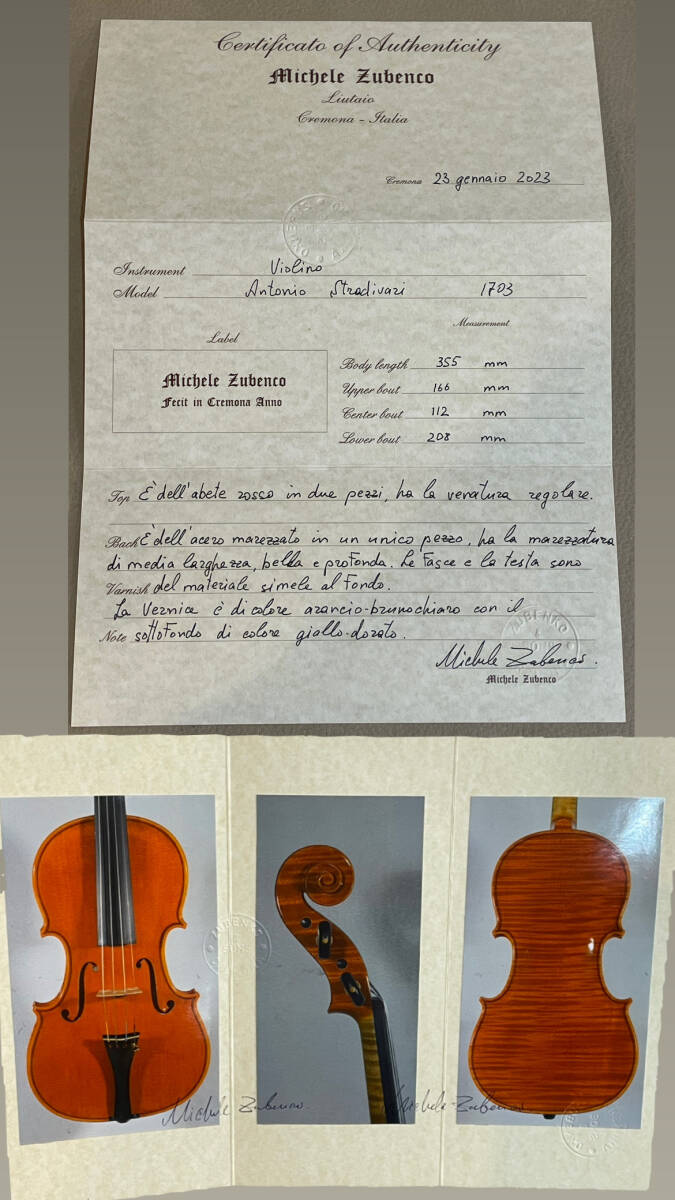 Certificato of Authenticity
Michele Zubenco
Liutaio
Cremona - Italia
Cremona 23 gennaio 2023
Instrument Violino
Model Antonio Stradivari 1703
Label
Measurement
Michele Zubenco
Fecit in Cremona Anno
Body length 355 mm
Upper bout 166 mm
Center bout 112 mm
Lower bout 208 mm
Top È dell'abete rosso in due pezzi, ha la venatura regolare.
Back È dell'acero marezzato in un unico pezzo, ha la marezzatura
di media larghezza, bella e profonda. Le fasce e la testa sono
Varnish del materiale simele al fondo.
La Vernice è di colore arancio-brunochiaro con il
Note sottofondo di colore giallo-dorato.
ZUBENKO
Michele Zubenco.
Michele Zubenco
Michele Zubenco
Michele Zubenco